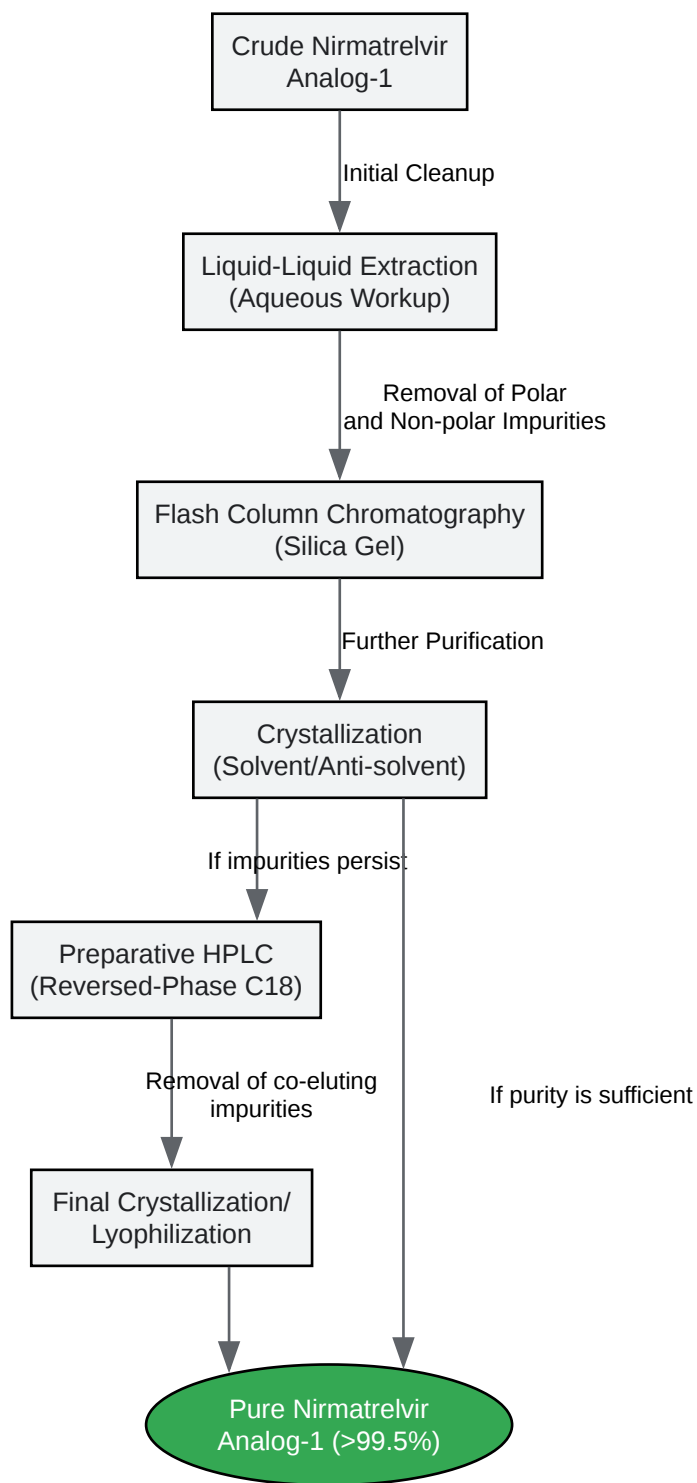 Crude Nirmatrelvir
Analog-1
Initial Cleanup
Liquid-Liquid Extraction
(Aqueous Workup)
Removal of Polar
and Non-polar Impurities
Flash Column Chromatography
(Silica Gel)
Further Purification
Crystallization
(Solvent/Anti-solvent)
If impurities persist
Preparative HPLC
(Reversed-Phase C18)
Removal of co-eluting
impurities
If purity is sufficient
Final Crystallization/
Lyophilization
Pure Nirmatrelvir
Analog-1 (>99.5%)